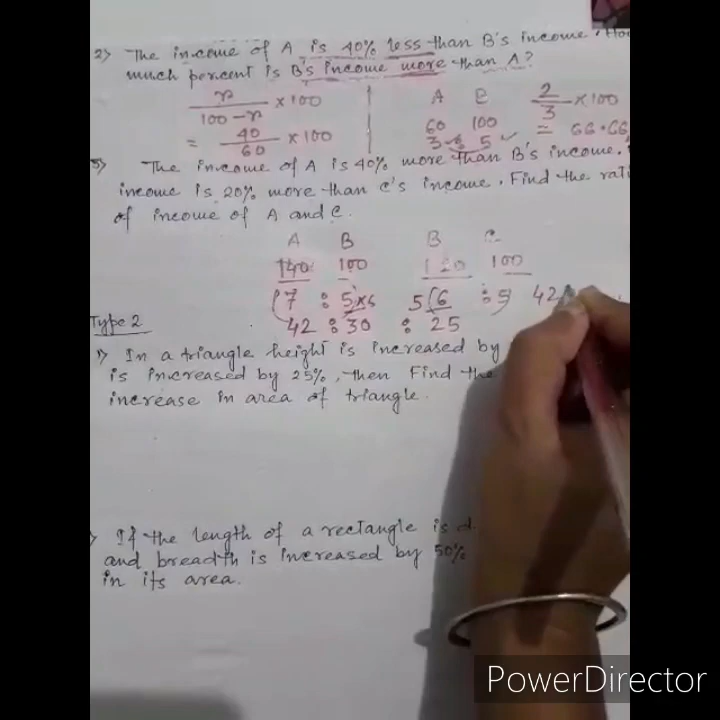 2) The income of A is 40% less than B's income. How
much percent is B's income more than A?
r / 100-r × 100
= 40/60 × 100
A B
60 100
3 : 5 ✓
2/3 × 100
= 66.66
3) The income of A is 40% more than B's income.
income is 20% more than C's income. Find the rati
of income of A and C.
A B B C
140 100 120 100
7 : 5×6 5(6 : 5) 42
42 : 30 : 25
Type 2
1) In a triangle height is increased by
is increased by 25%, then Find the
increase in area of triangle.
) If the length of a rectangle is d
and breadth is increased by 50%
in its area.
PowerDirector